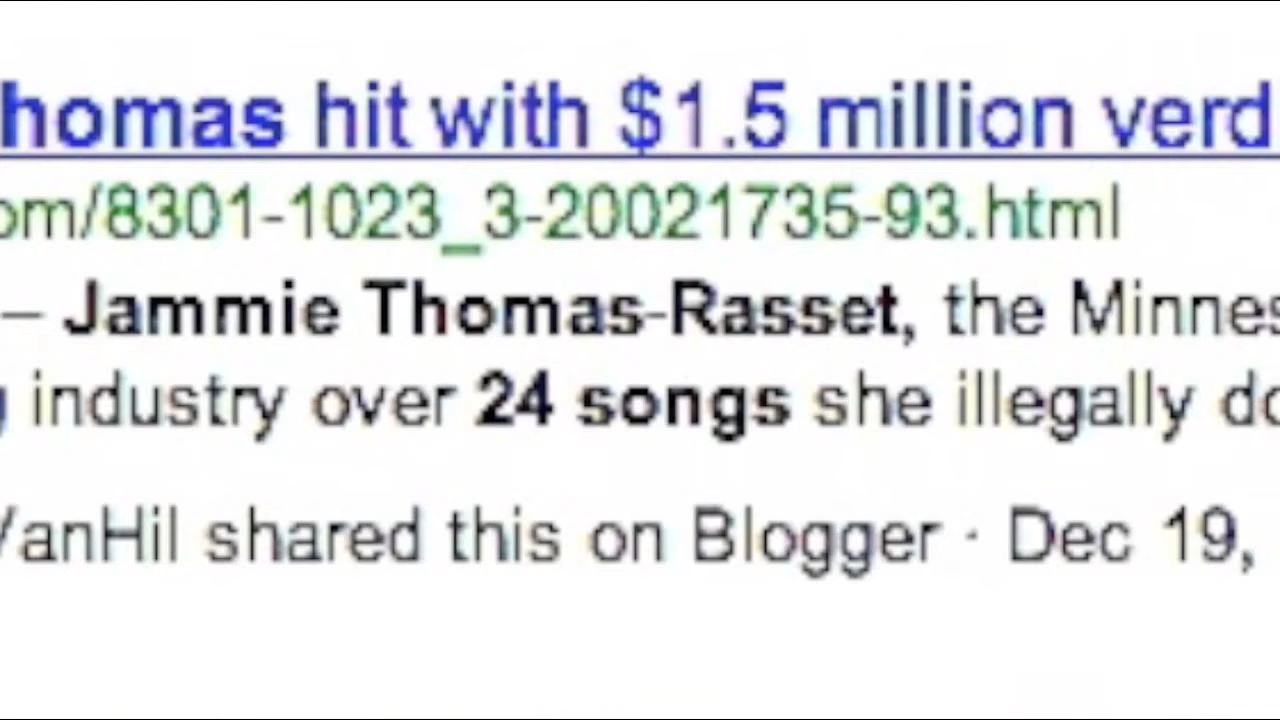 homas hit with $1.5 million verd
om/8301-1023_3-20021735-93.html
– Jammie Thomas-Rasset, the Minnes
industry over 24 songs she illegally do
VanHil shared this on Blogger · Dec 19,